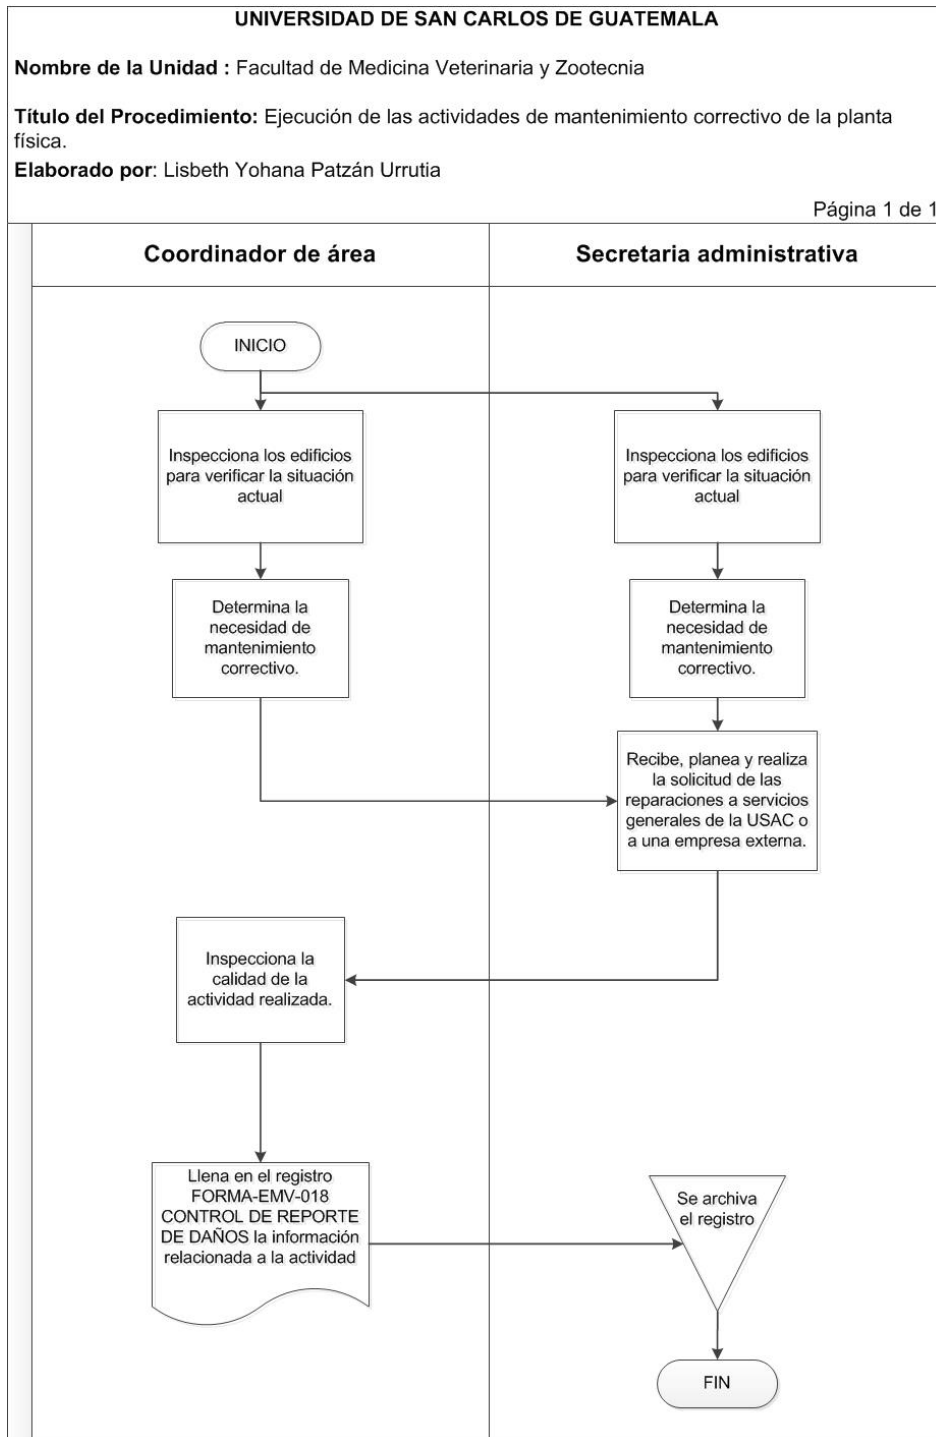 UNIVERSIDAD DE SAN CARLOS DE GUATEMALA
Nombre de la Unidad : Facultad de Medicina Veterinaria y Zootecnia
Título del Procedimiento: Ejecución de las actividades de mantenimiento correctivo de la planta
física.
Elaborado por: Lisbeth Yohana Patzán Urrutia
Página 1 de 1
Coordinador de área
Secretaria administrativa
INICIO
Inspecciona los edificios
para verificar la situación
actual
Inspecciona los edificios
para verificar la situación
actual
Determina la
necesidad de
mantenimiento
correctivo.
Determina la
necesidad de
mantenimiento
correctivo.
Recibe, planea y realiza
la solicitud de las
reparaciones a servicios
generales de la USAC o
a una empresa externa.
Inspecciona la
calidad de la
actividad realizada.
Llena en el registro
FORMA-EMV-018
CONTROL DE REPORTE
DE DAÑOS la información
relacionada a la actividad
Se archiva
el registro
FIN